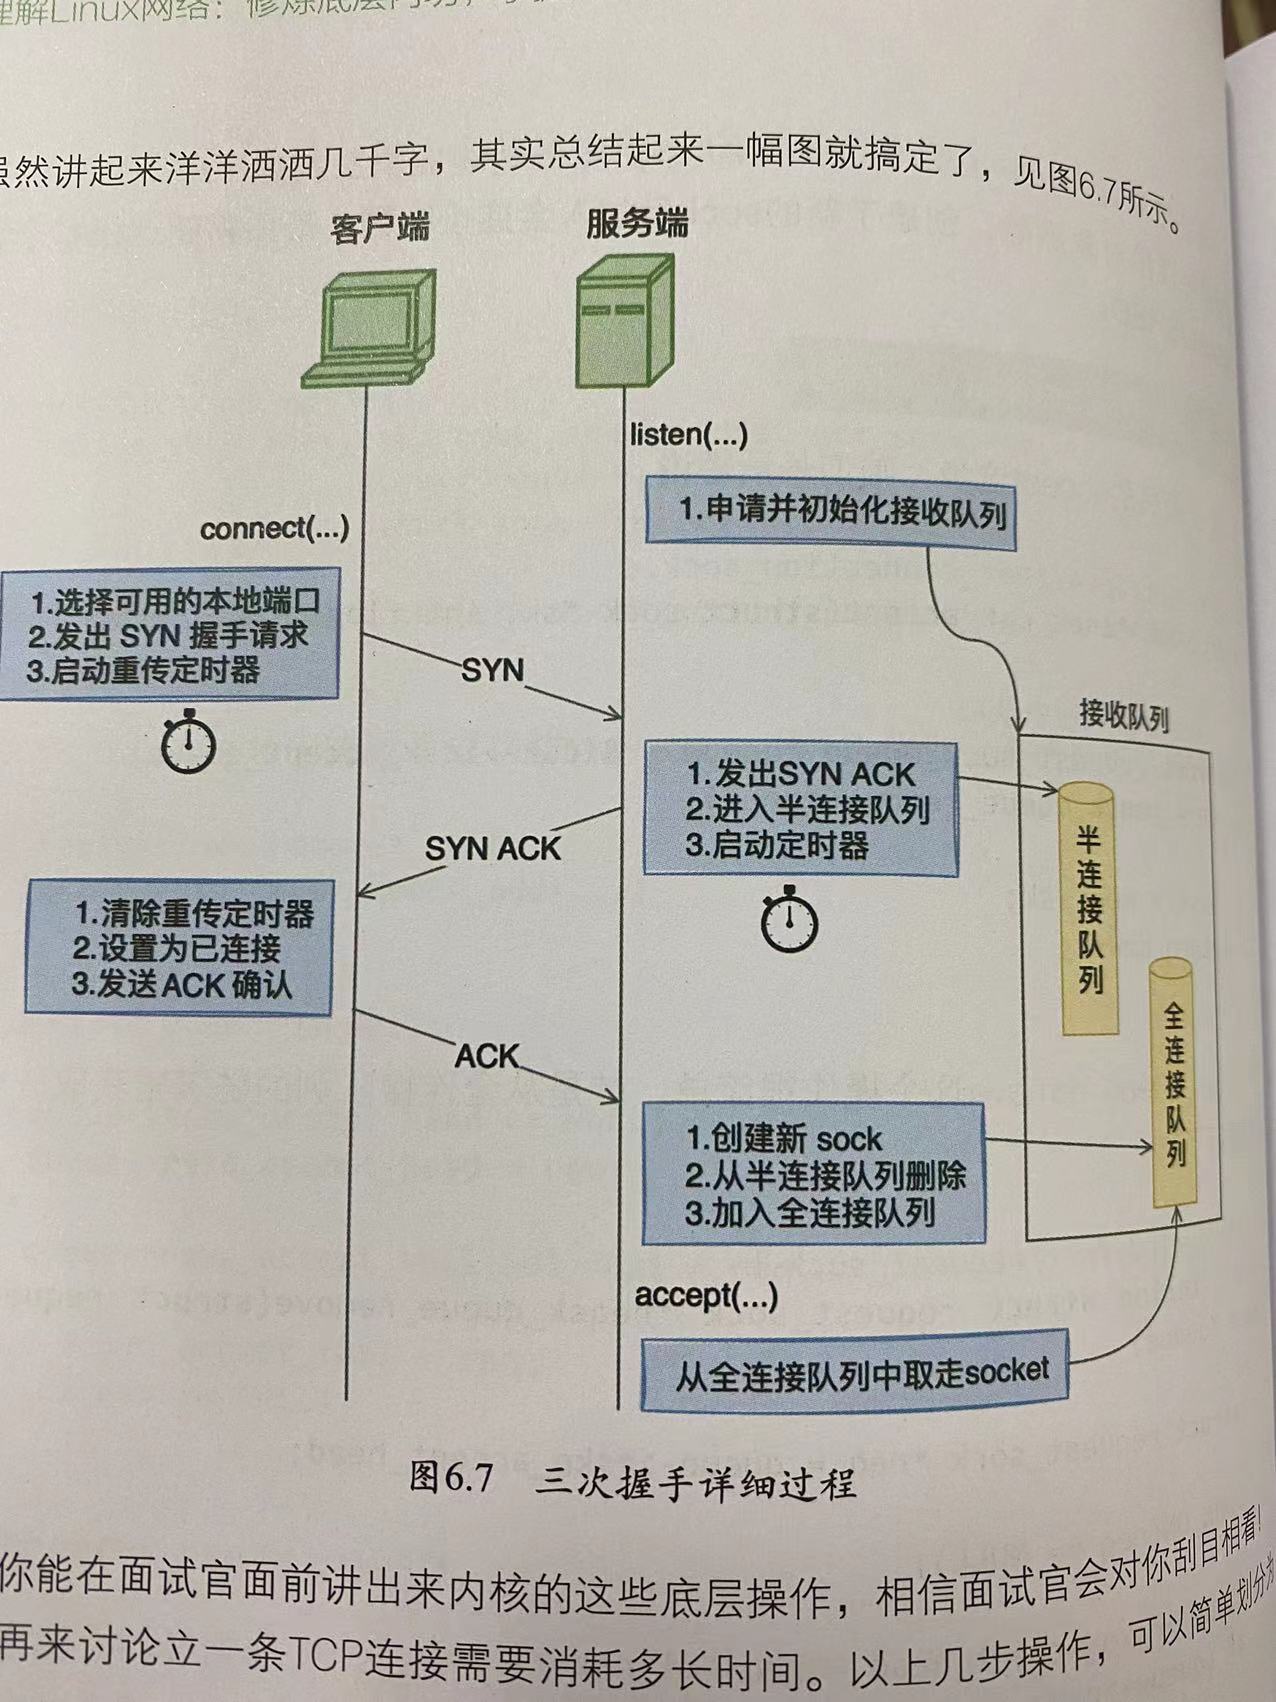 理解Linux网络：修炼底层内功，
虽然讲起来洋洋洒洒几千字，其实总结起来一幅图就搞定了，见图6.7所示。
客户端
服务端
listen(...)
1.申请并初始化接收队列
connect(...)
1.选择可用的本地端口
2.发出 SYN 握手请求
3.启动重传定时器
SYN
接收队列
1.发出SYN ACK
2.进入半连接队列
3.启动定时器
半连接队列
SYN ACK
1.清除重传定时器
2.设置为已连接
3.发送ACK 确认
全连接队列
ACK
1.创建新 sock
2.从半连接队列删除
3.加入全连接队列
accept(...)
从全连接队列中取走socket
图6.7 三次握手详细过程
你能在面试官面前讲出来内核的这些底层操作，相信面试官会对你刮目相看！
再来讨论立一条TCP连接需要消耗多长时间。以上几步操作，可以简单划分为